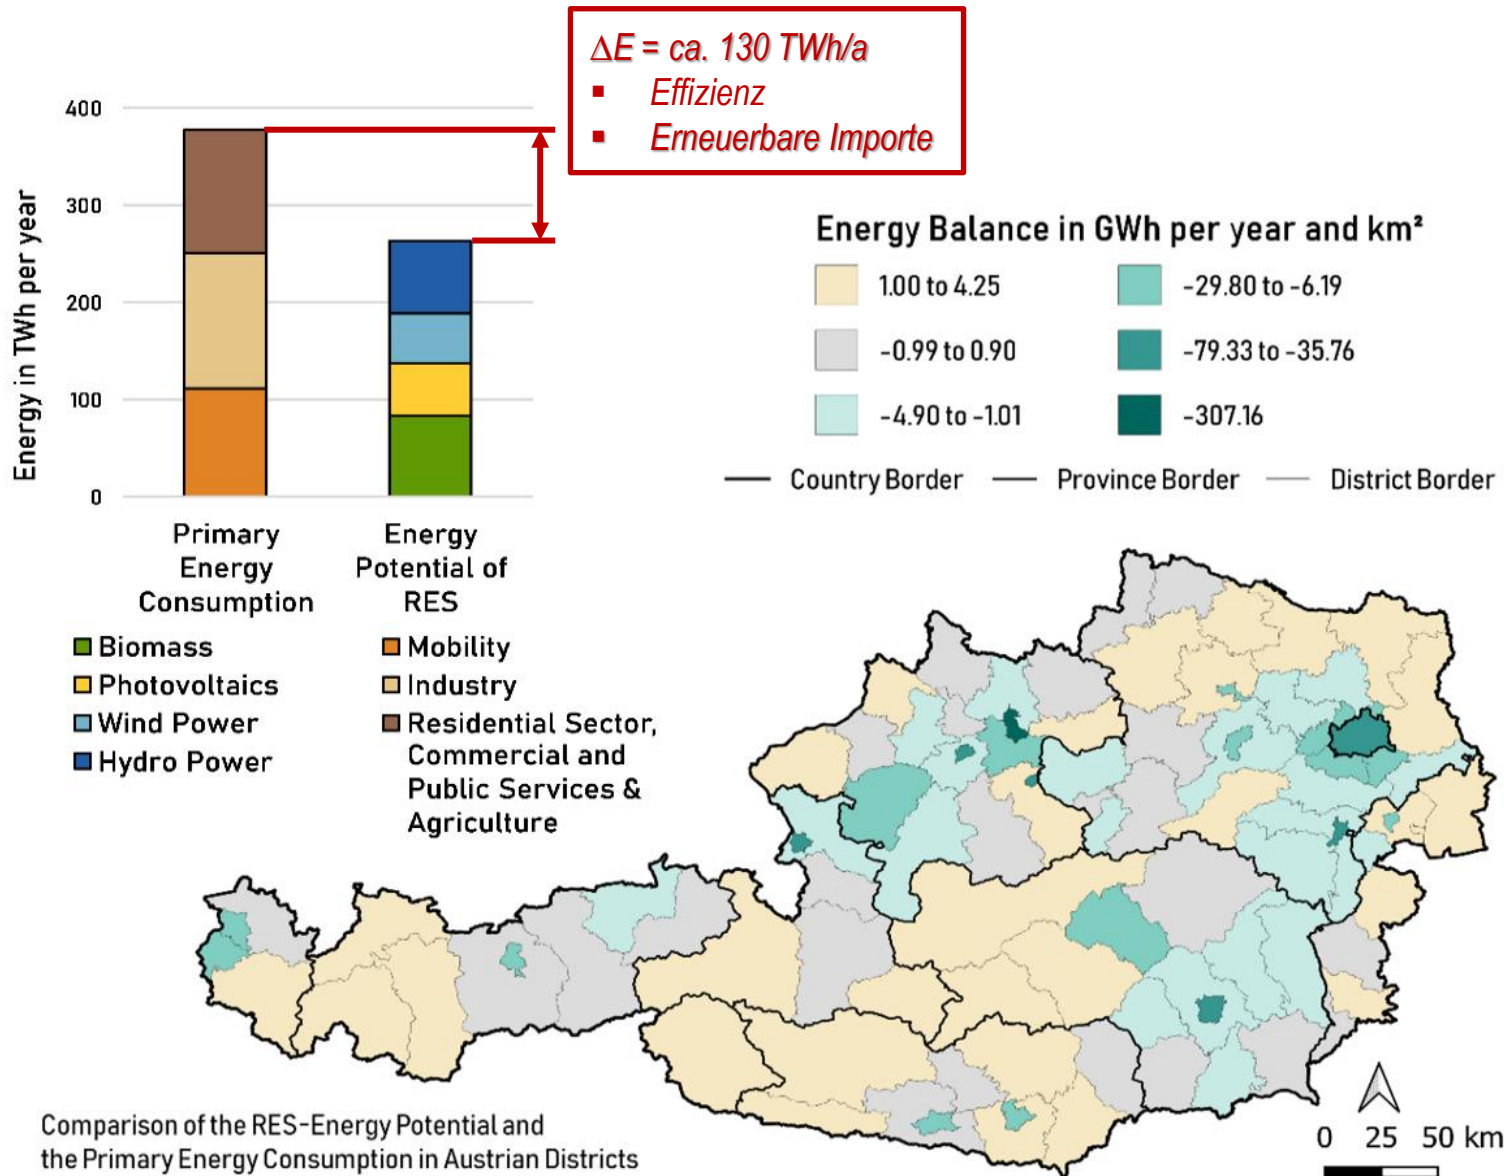 ΔE = ca. 130 TWh/a
▪ Effizienz
▪ Erneuerbare Importe
Energy in TWh per year
400
300
200
100
0
Primary
Energy
Consumption
Energy
Potential of
RES
Biomass
Photovoltaics
Wind Power
Hydro Power
Mobility
Industry
Residential Sector,
Commercial and
Public Services &
Agriculture
Energy Balance in GWh per year and km²
1.00 to 4.25
-0.99 to 0.90
-4.90 to -1.01
-29.80 to -6.19
-79.33 to -35.76
-307.16
Country Border
Province Border
District Border
Comparison of the RES-Energy Potential and
the Primary Energy Consumption in Austrian Districts
0 25 50 km